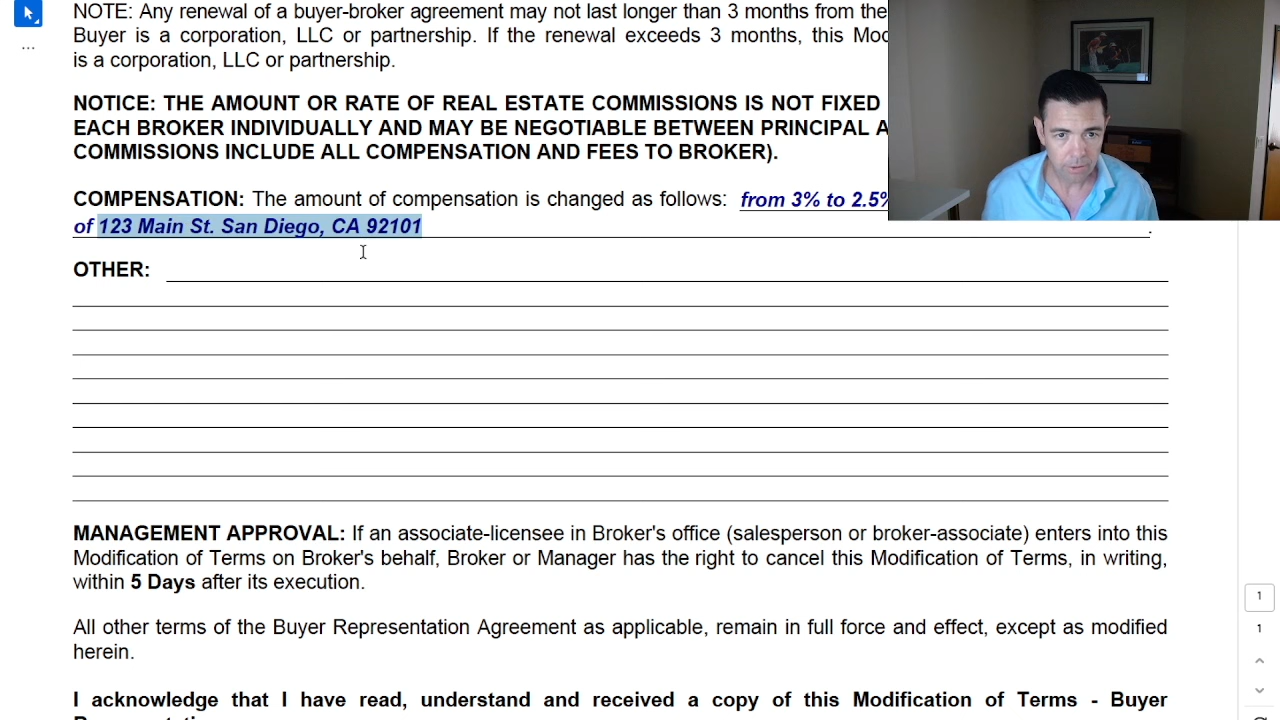 NOTE: Any renewal of a buyer-broker agreement may not last longer than 3 months from the
Buyer is a corporation, LLC or partnership. If the renewal exceeds 3 months, this
is a corporation, LLC or partnership.
NOTICE: THE AMOUNT OR RATE OF REAL ESTATE COMMISSIONS IS NOT FIXED
EACH BROKER INDIVIDUALLY AND MAY BE NEGOTIABLE BETWEEN PRINCIPAL
COMMISSIONS INCLUDE ALL COMPENSATION AND FEES TO BROKER).
COMPENSATION: The amount of compensation is changed as follows: from 3% to 2.5%
of 123 Main St. San Diego, CA 92101 .
OTHER:
MANAGEMENT APPROVAL: If an associate-licensee in Broker's office (salesperson or broker-associate) enters into this
Modification of Terms on Broker's behalf, Broker or Manager has the right to cancel this Modification of Terms, in writing,
within 5 Days after its execution.
All other terms of the Buyer Representation Agreement as applicable, remain in full force and effect, except as modified
herein.
I acknowledge that I have read, understand and received a copy of this Modification of Terms - Buyer
1
1